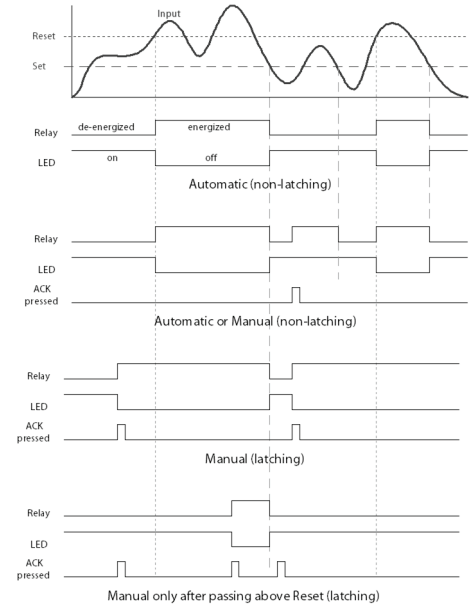 Input
Reset
Set
de-energized energized
Relay
on off
LED
Automatic (non-latching)
Relay
LED
ACK
pressed
Automatic or Manual (non-latching)
Relay
LED
ACK
pressed
Manual (latching)
Relay
LED
ACK
pressed
Manual only after passing above Reset (latching)